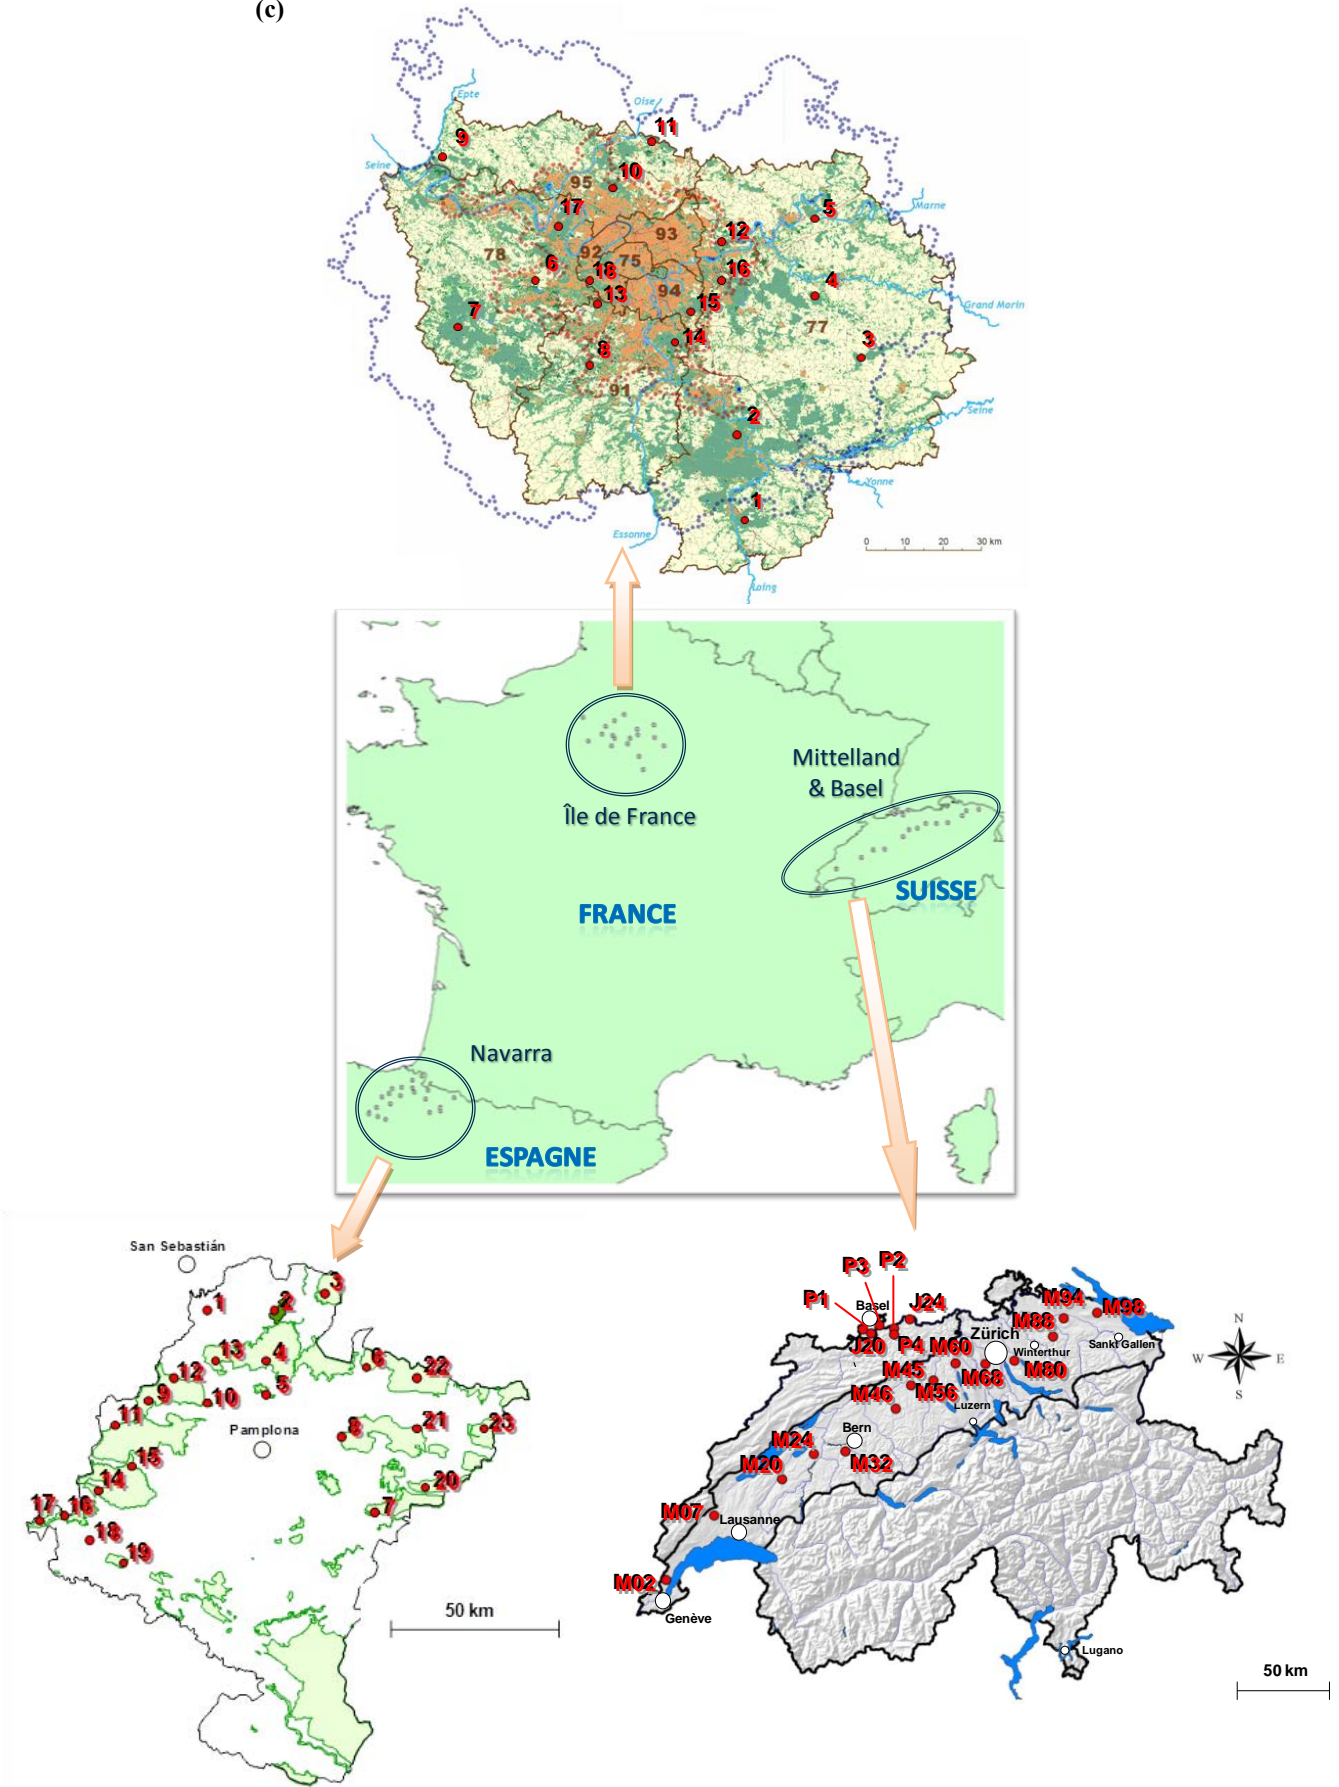 (c)
Epte
Oise
11
9
Seine
10
95
5
Marne
17
93
12
78
92
75
6
18
16
4
94
13
15
Grand Morin
7
77
14
3
8
91
2
Seine
Yonne
1
Essonne
0 10 20 30 km
Loing
Mittelland
& Basel
Île de France
SUISSE
FRANCE
Navarra
ESPAGNE
San Sebastián
3
1
2
13
4
6
22
12
5
9
10
11
21
23
8
Pamplona
15
14
20
17
16
7
18
19
50 km
P3
P2
P1
Basel
J24
M94
M98
M88
N
Zürich
J20
P4
M60
Winterthur
Sankt Gallen
W
E
M45
M68
M80
S
M46
M56
Luzern
Bern
M24
M32
M20
M07
Lausanne
M02
Genève
Lugano
50 km